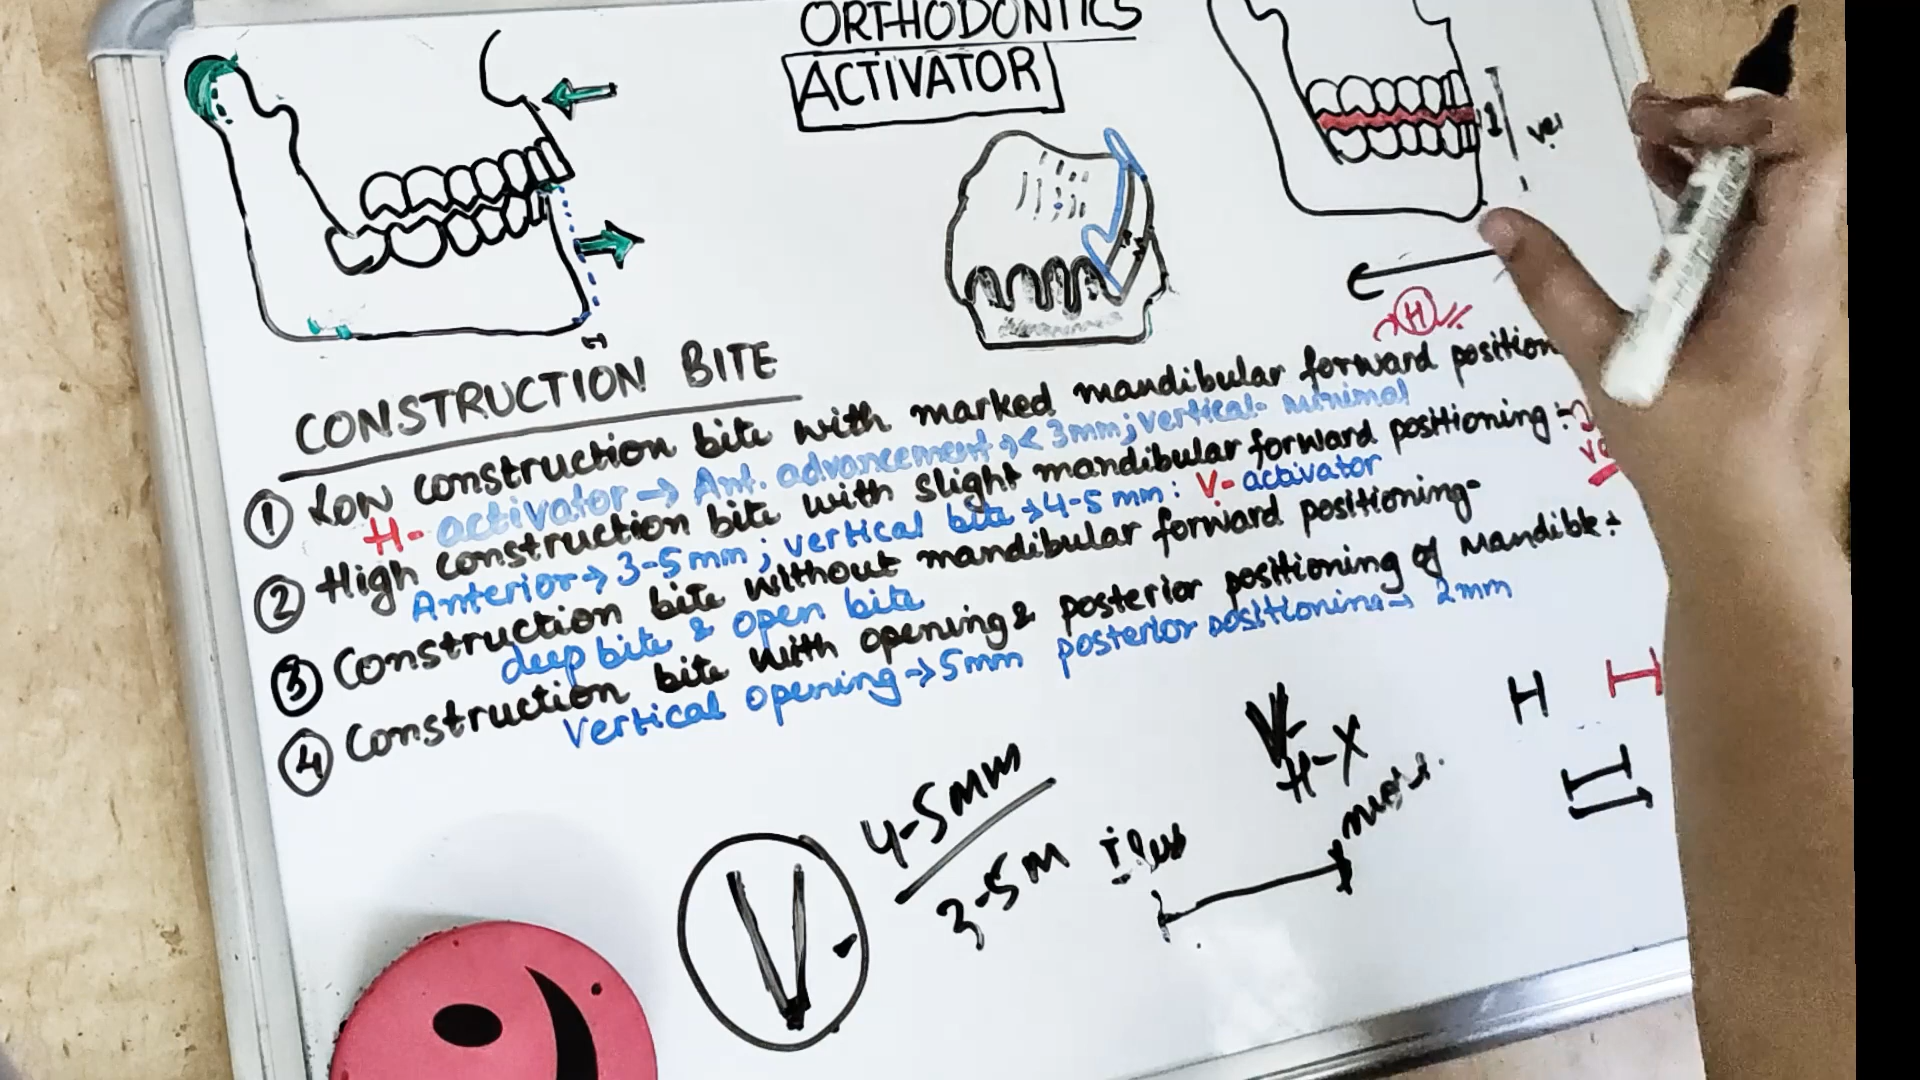 ORTHODONTICS
ACTIVATOR
H
CONSTRUCTION BITE
① Low construction bite with marked mandibular forward position
H- activator → Ant. advancement → < 3mm; vertical- minimal
② High construction bite with slight mandibular forward positioning :-
Anterior → 3-5mm; vertical bite → 4-5 mm: V- activator
③ Construction bite without mandibular forward positioning-
deep bite & open bite
④ Construction bite with opening & posterior positioning of Mandible:
Vertical opening → 5mm posterior positioning → 2mm
H H
V-
H-X
4-5mm
3-5M
V